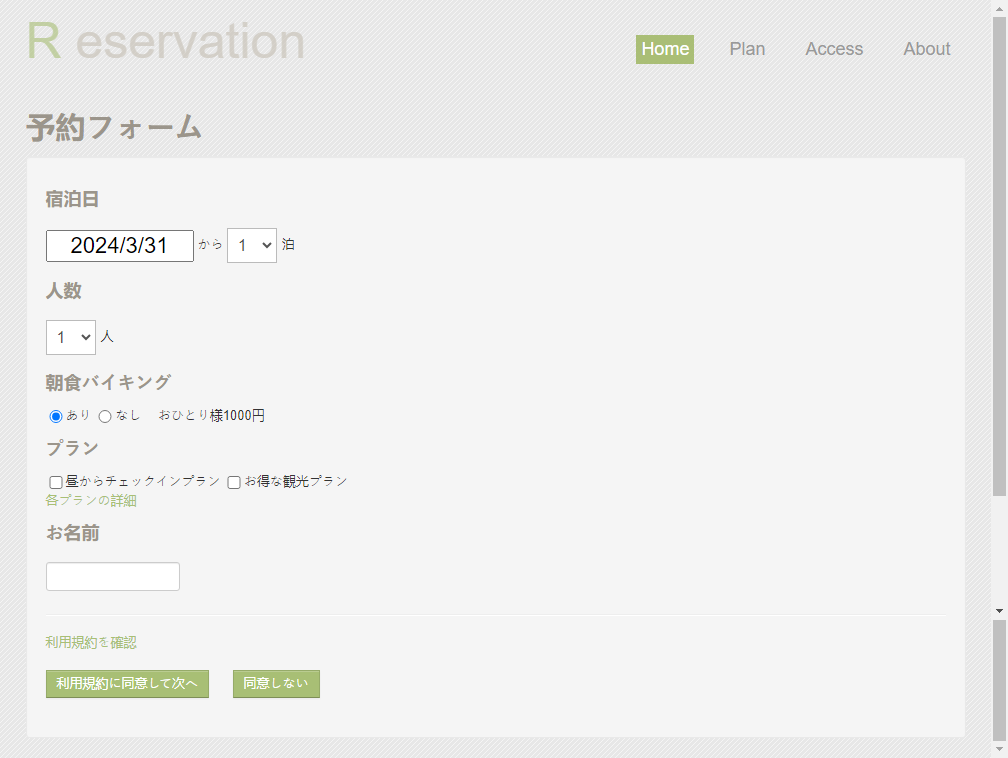 R eservation
Home Plan Access About
予約フォーム
宿泊日
2024/3/31 から 1 泊
人数
1 人
朝食バイキング
あり なし おひとり様1000円
プラン
昼からチェックインプラン お得な観光プラン
各プランの詳細
お名前
利用規約を確認
利用規約に同意して次へ 同意しない